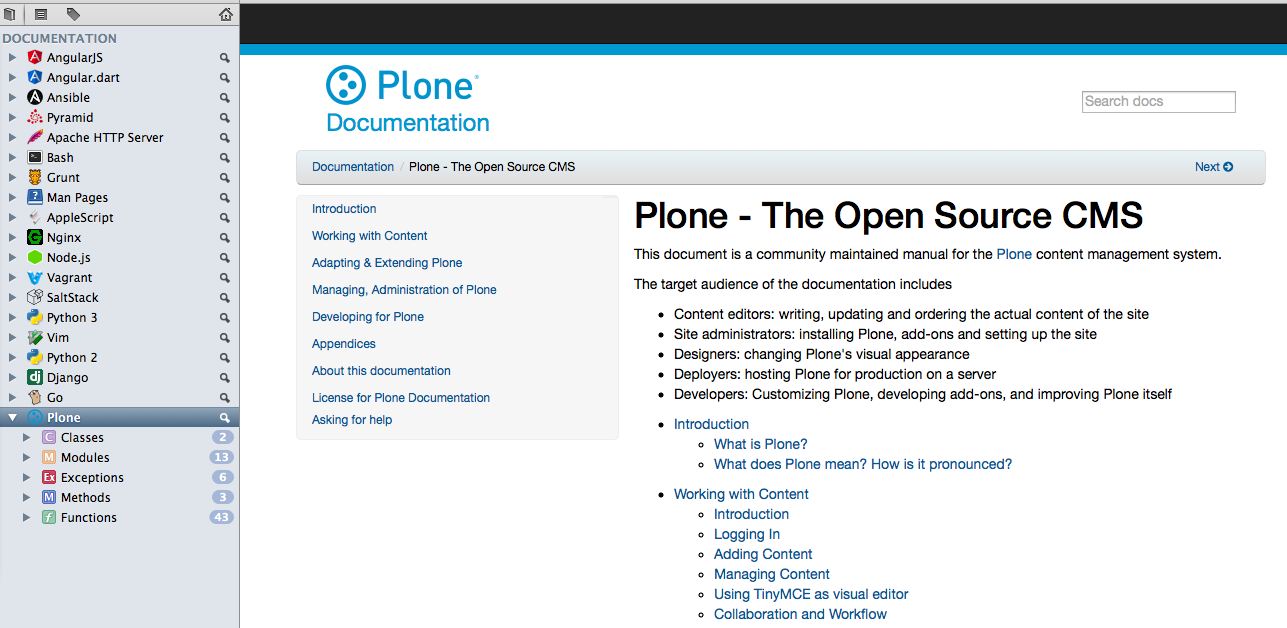 DOCUMENTATION
AngularJS
Angular.dart
Ansible
Pyramid
Apache HTTP Server
Bash
Grunt
Man Pages
AppleScript
Nginx
Node.js
Vagrant
SaltStack
Python 3
Vim
Python 2
Django
Go
Plone
Classes 2
Modules 13
Exceptions 6
Methods 3
Functions 43
Plone
Documentation
Search docs
Documentation / Plone - The Open Source CMS
Next
Introduction
Working with Content
Adapting & Extending Plone
Managing, Administration of Plone
Developing for Plone
Appendices
About this documentation
License for Plone Documentation
Asking for help
Plone - The Open Source CMS
This document is a community maintained manual for the Plone content management system.
The target audience of the documentation includes
• Content editors: writing, updating and ordering the actual content of the site
• Site administrators: installing Plone, add-ons and setting up the site
• Designers: changing Plone's visual appearance
• Deployers: hosting Plone for production on a server
• Developers: Customizing Plone, developing add-ons, and improving Plone itself
• Introduction
◦ What is Plone?
◦ What does Plone mean? How is it pronounced?
• Working with Content
◦ Introduction
◦ Logging In
◦ Adding Content
◦ Managing Content
◦ Using TinyMCE as visual editor
◦ Collaboration and Workflow